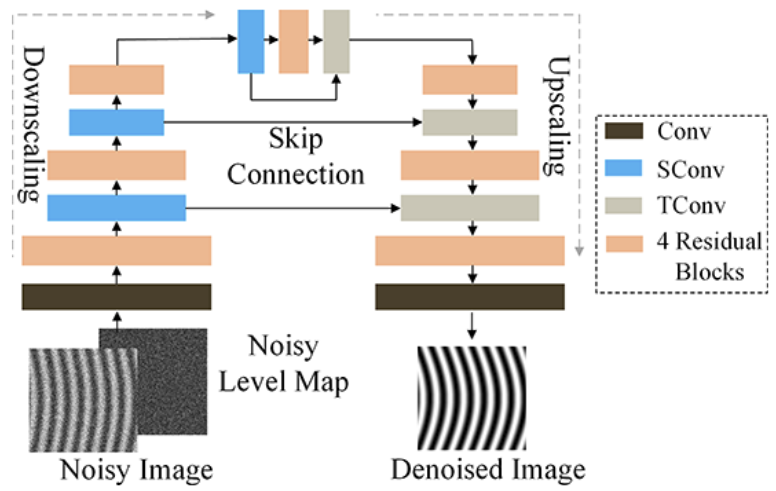 Downscaling
Skip
Connection
Upscaling
Conv
SConv
TConv
4 Residual
Blocks
Noisy
Level Map
Noisy Image
Denoised Image